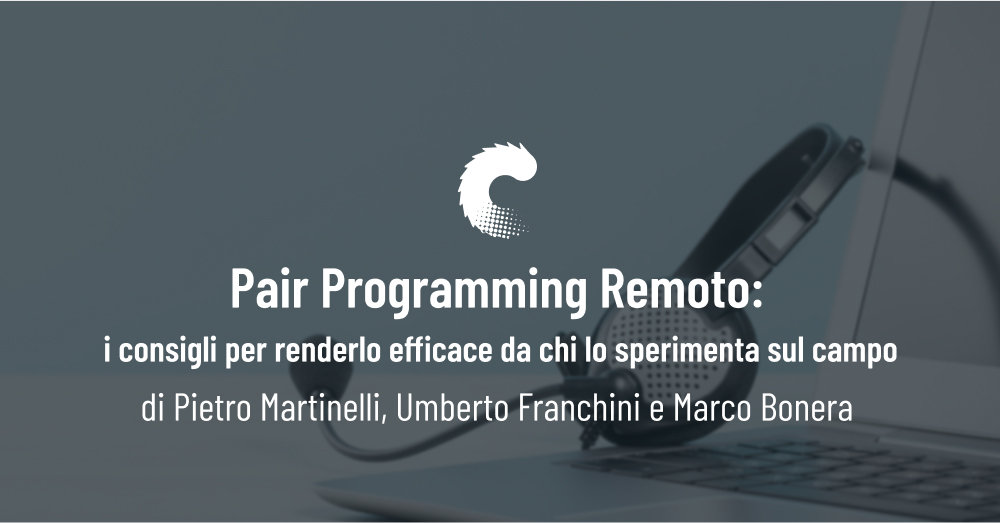 Pair Programming Remoto:
i consigli per renderlo efficace da chi lo sperimenta sul campo
di Pietro Martinelli, Umberto Franchini e Marco Bonera